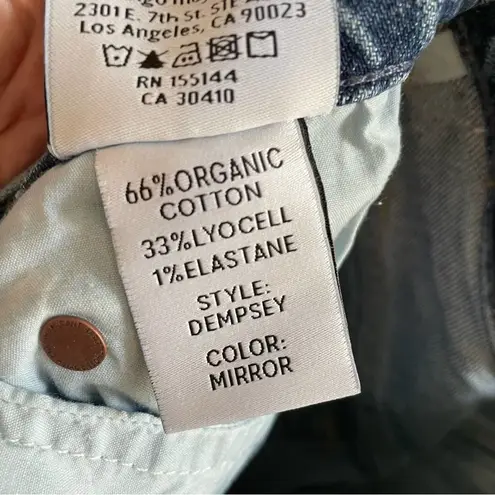 2301 E. 7th St. STE
Los Angeles, CA 90023
RN 155144
CA 30410
66% ORGANIC
COTTON
33% LYOCELL
1% ELASTANE
STYLE:
DEMPSEY
COLOR:
MIRROR